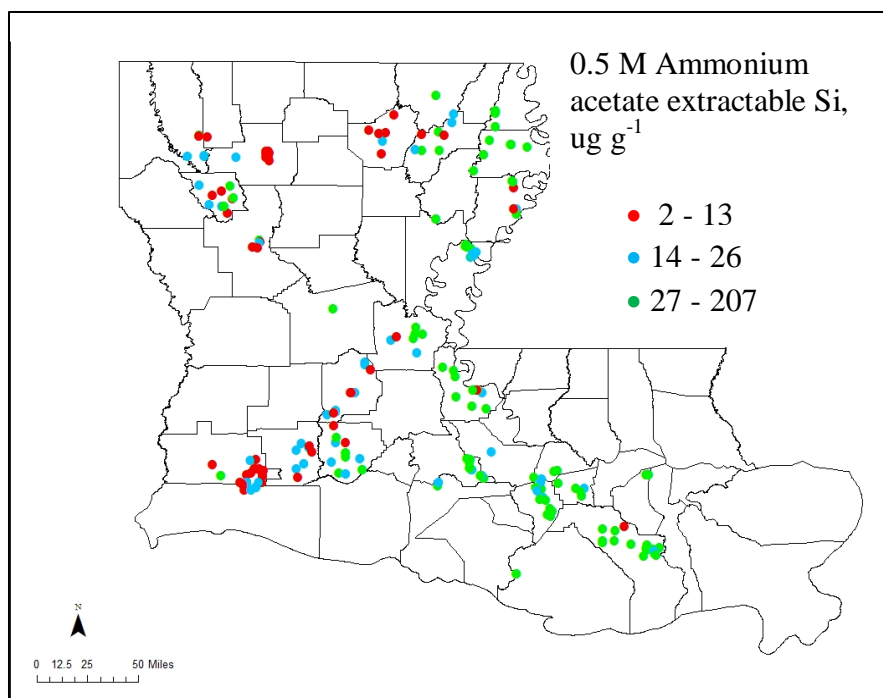 0.5 M Ammonium
acetate extractable Si,
ug g-1
2 - 13
14 - 26
27 - 207
N
0 12.5 25 50 Miles